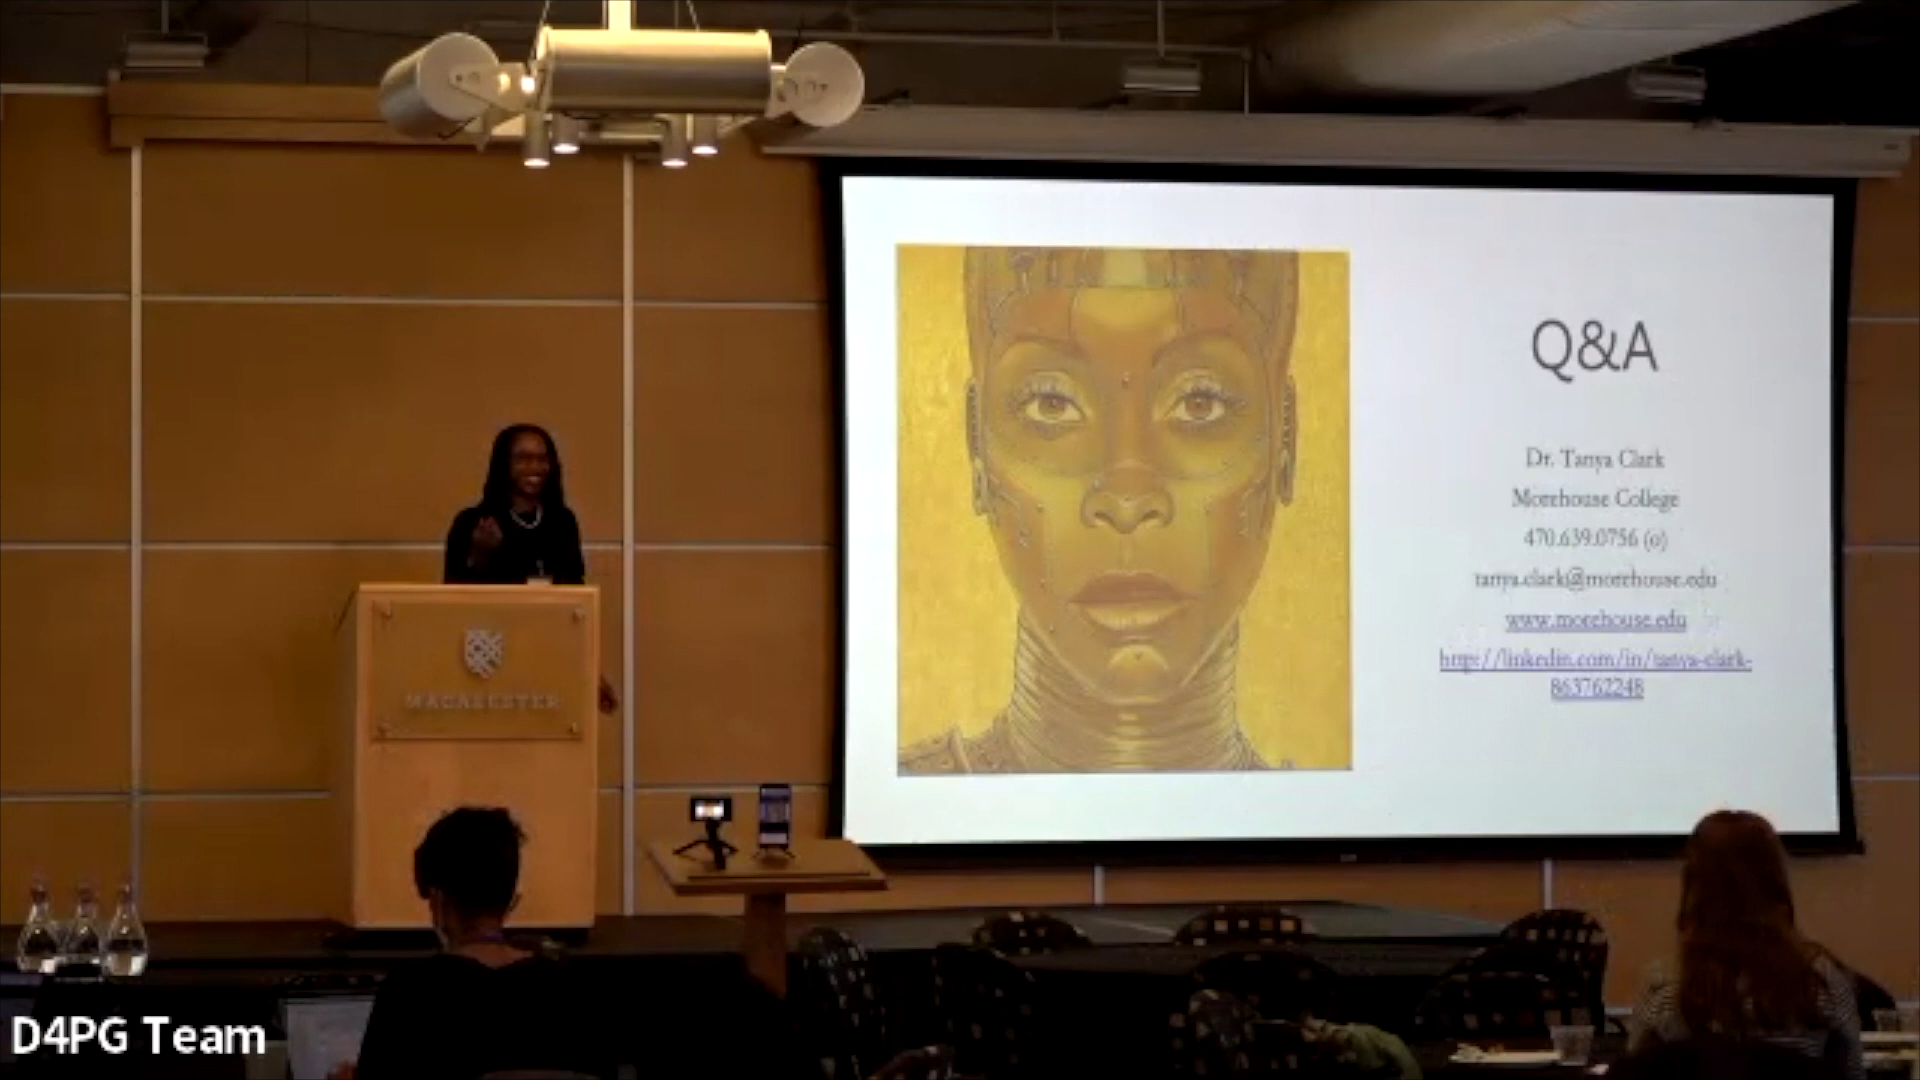 Q&A
Dr. Tanya Clark
Morehouse College
470.639.0756 (o)
tanya.clark@morehouse.edu
www.morehouse.edu
http://linkedin.com/in/tanya-clark-
863762248
MACALESTER
D4PG Team